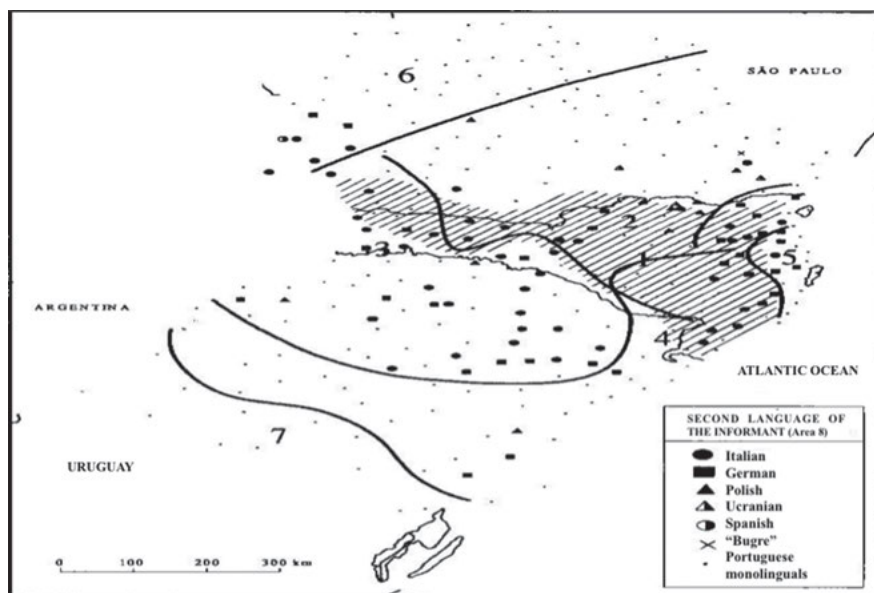 6
SÃO PAULO
2
3
1
5
ARGENTINA
4
ATLANTIC OCEAN
7
URUGUAY
SECOND LANGUAGE OF
THE INFORMANT (Area 8)
Italian
German
Polish
Ucranian
Spanish
“Bugre”
Portuguese
monolinguals
0 100 200 300 km